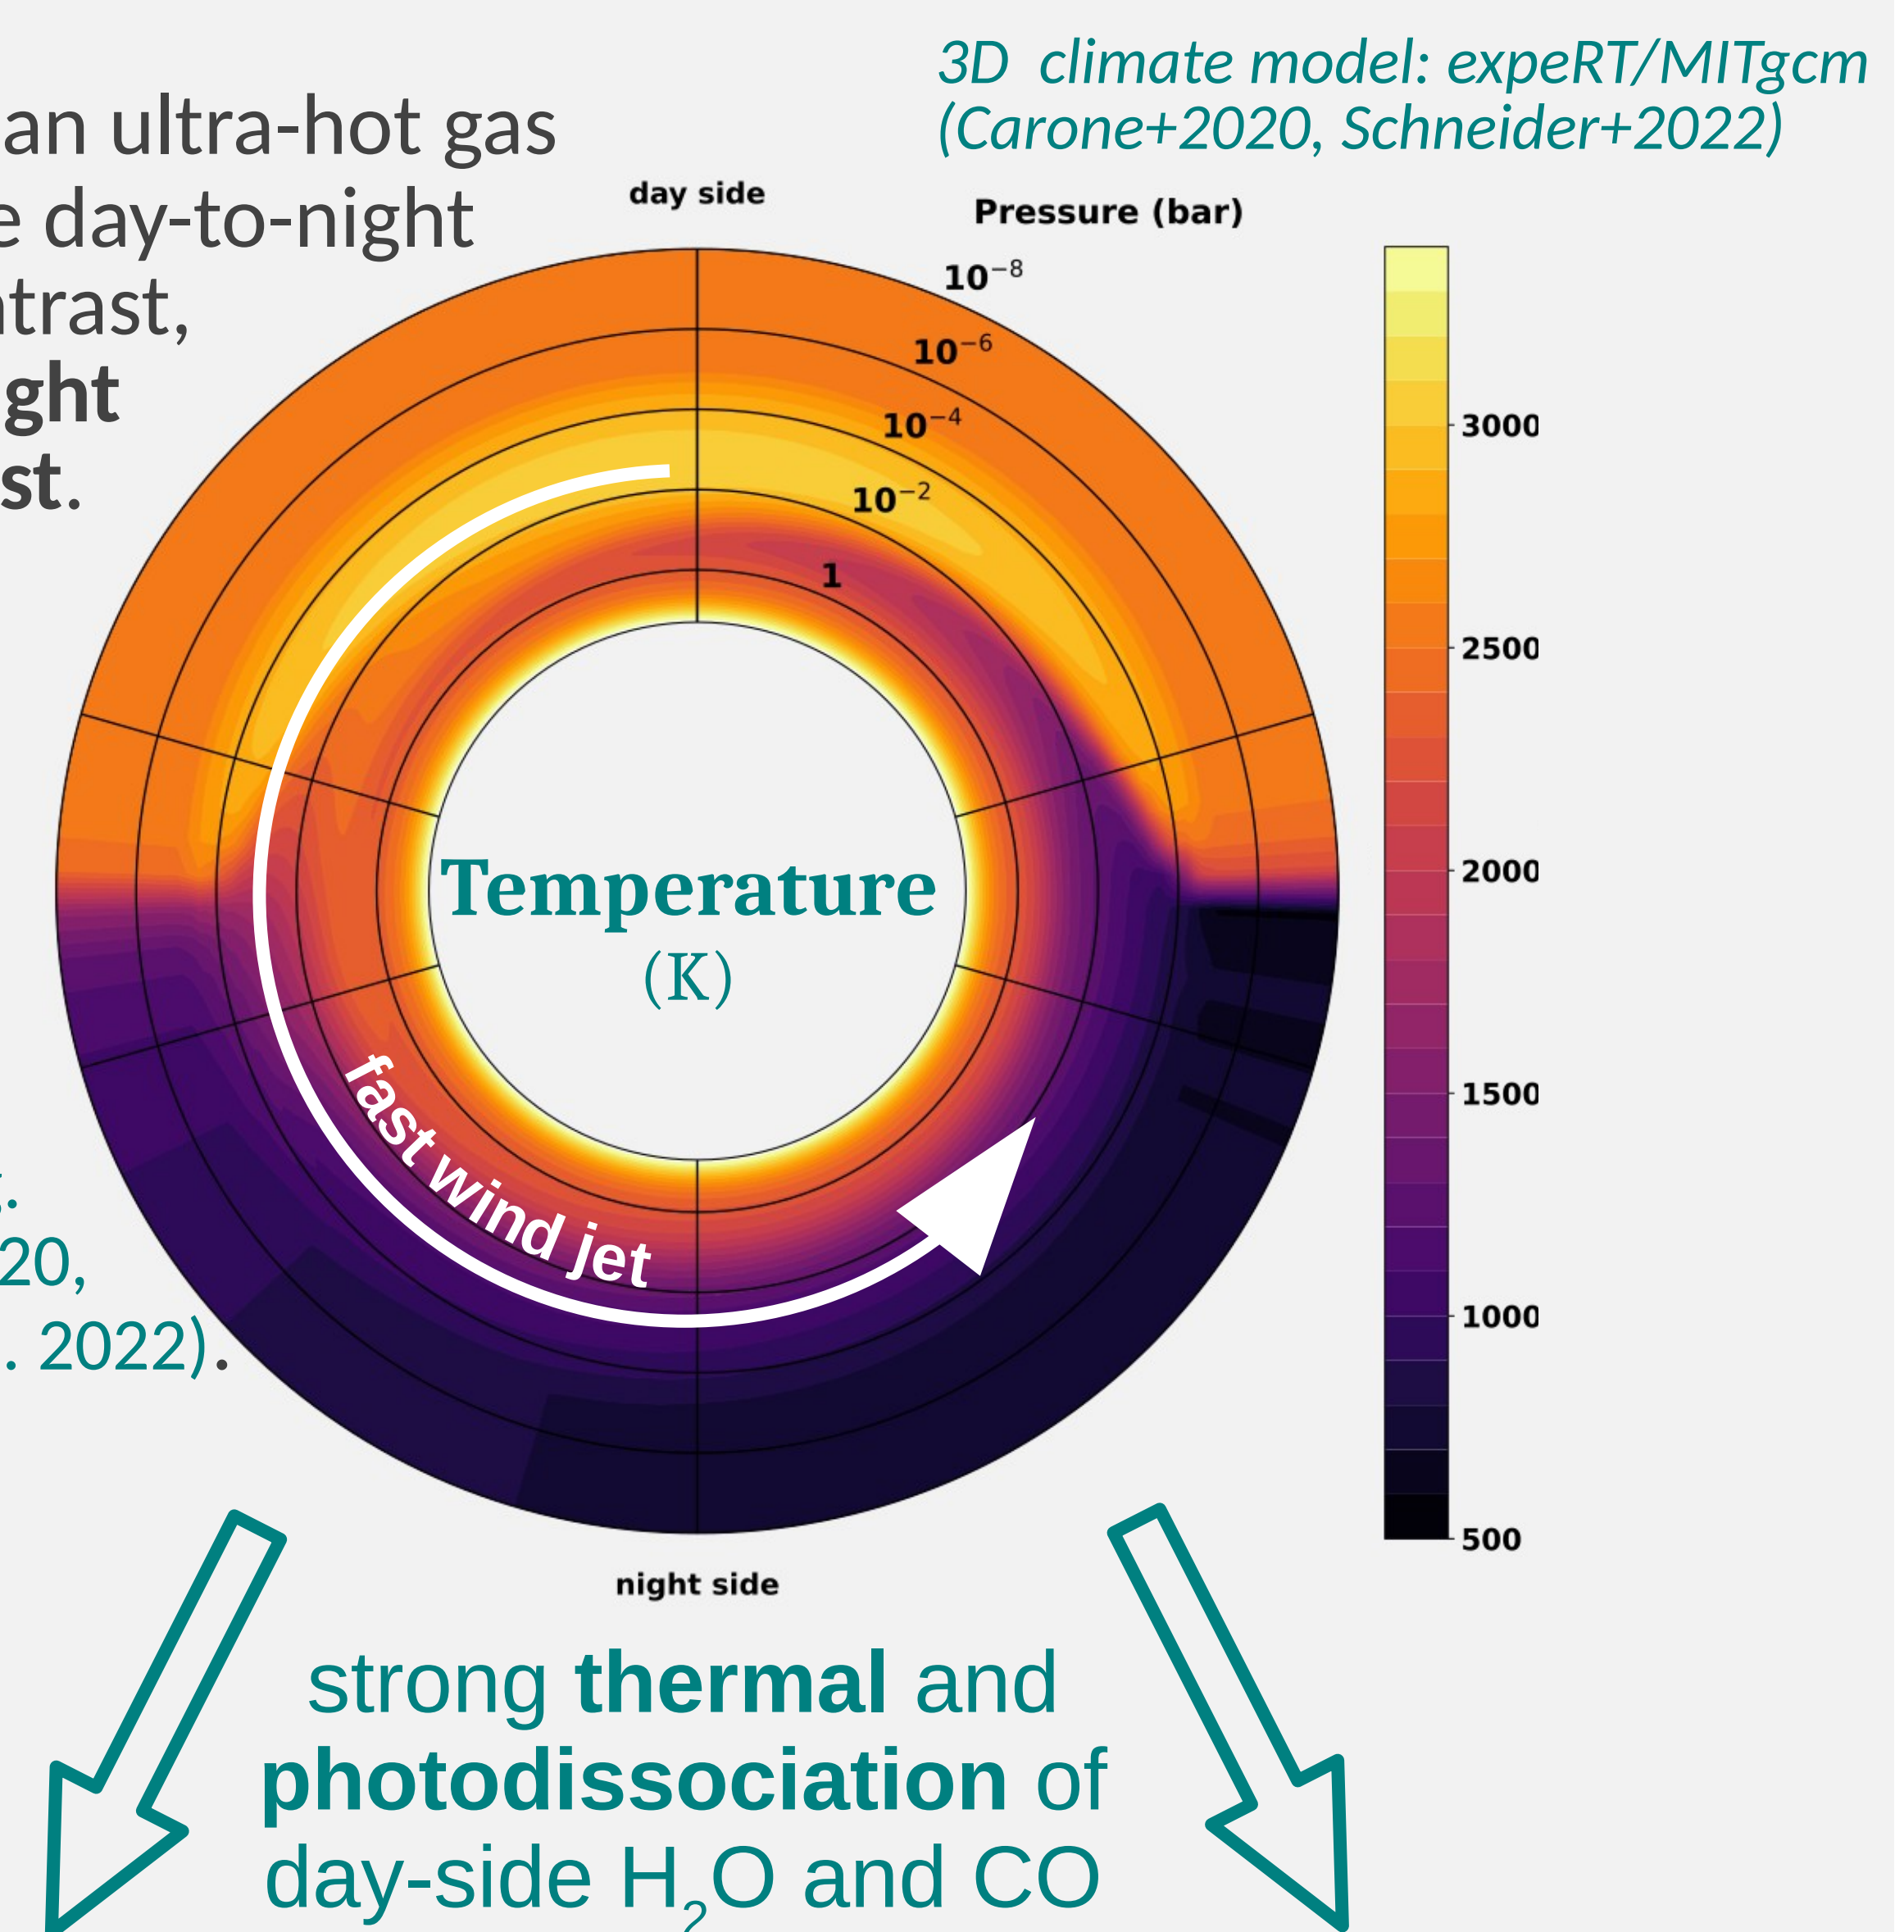 3D climate model: expeRT/MITgcm
(Carone+2020, Schneider+2022)
an ultra-hot gas
e day-to-night
trast,
ght
st.
day side
Pressure (bar)
10⁻⁸
10⁻⁶
10⁻⁴
10⁻²
1
3000
2500
2000
1500
1000
500
Temperature
(K)
fast wind jet
20,
. 2022).
night side
strong thermal and
photodissociation of
day-side H₂O and CO